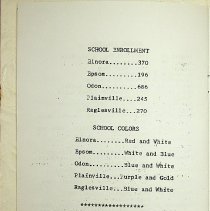 SCHOOL ENROLLMENT
Elnora........370
Epsom.........196
Odon..........686
Plainville....245
Raglesville...270
SCHOOL COLORS
Elnora........Red and White
Epsom.........White and Blue
Odon..........Blue and White
Plainville....Purple and Gold
Raglesville...Blue and White
******************